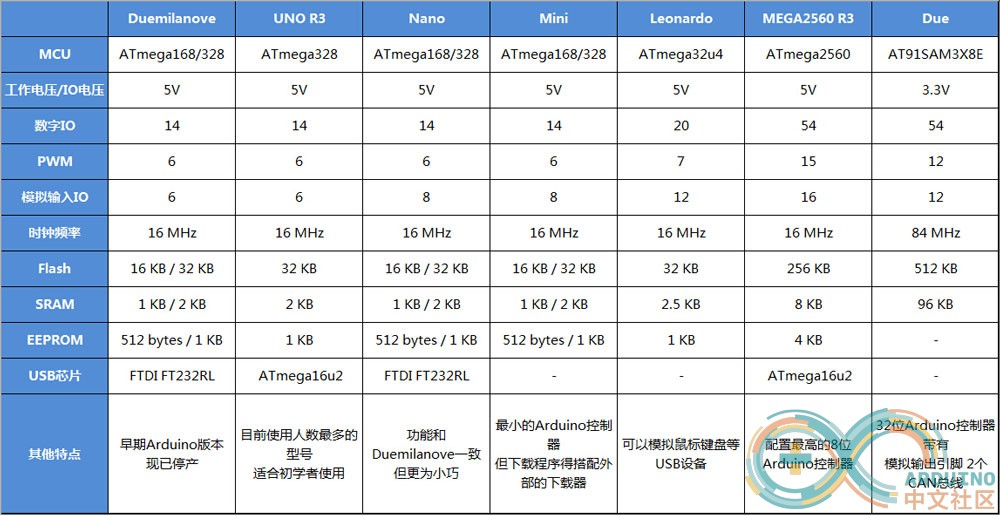 Duemilanove UNO R3 Nano Mini Leonardo MEGA2560 R3 Due
MCU ATmega168/328 ATmega328 ATmega168/328 ATmega168/328 ATmega32u4 ATmega2560 AT91SAM3X8E
工作电压/IO电压 5V 5V 5V 5V 5V 5V 3.3V
数字IO 14 14 14 14 20 54 54
PWM 6 6 6 6 7 15 12
模拟输入IO 6 6 8 8 12 16 12
时钟频率 16 MHz 16 MHz 16 MHz 16 MHz 16 MHz 16 MHz 84 MHz
Flash 16 KB / 32 KB 32 KB 16 KB / 32 KB 16 KB / 32 KB 32 KB 256 KB 512 KB
SRAM 1 KB / 2 KB 2 KB 1 KB / 2 KB 1 KB / 2 KB 2.5 KB 8 KB 96 KB
EEPROM 512 bytes / 1 KB 1 KB 512 bytes / 1 KB 512 bytes / 1 KB 1 KB 4 KB -
USB芯片 FTDI FT232RL ATmega16u2 FTDI FT232RL - - ATmega16u2 -
其他特点
早期Arduino版本
现已停产
目前使用人数最多的
型号
适合初学者使用
功能和
Duemilanove一致
但更为小巧
最小的Arduino控制
器
但下载程序得搭配外
部的下载器
可以模拟鼠标键盘等
USB设备
配置最高的8位
Arduino控制器
32位Arduino控制器
带有
模拟输出引脚 2个
CAN总线
ARDUINO
中文社区